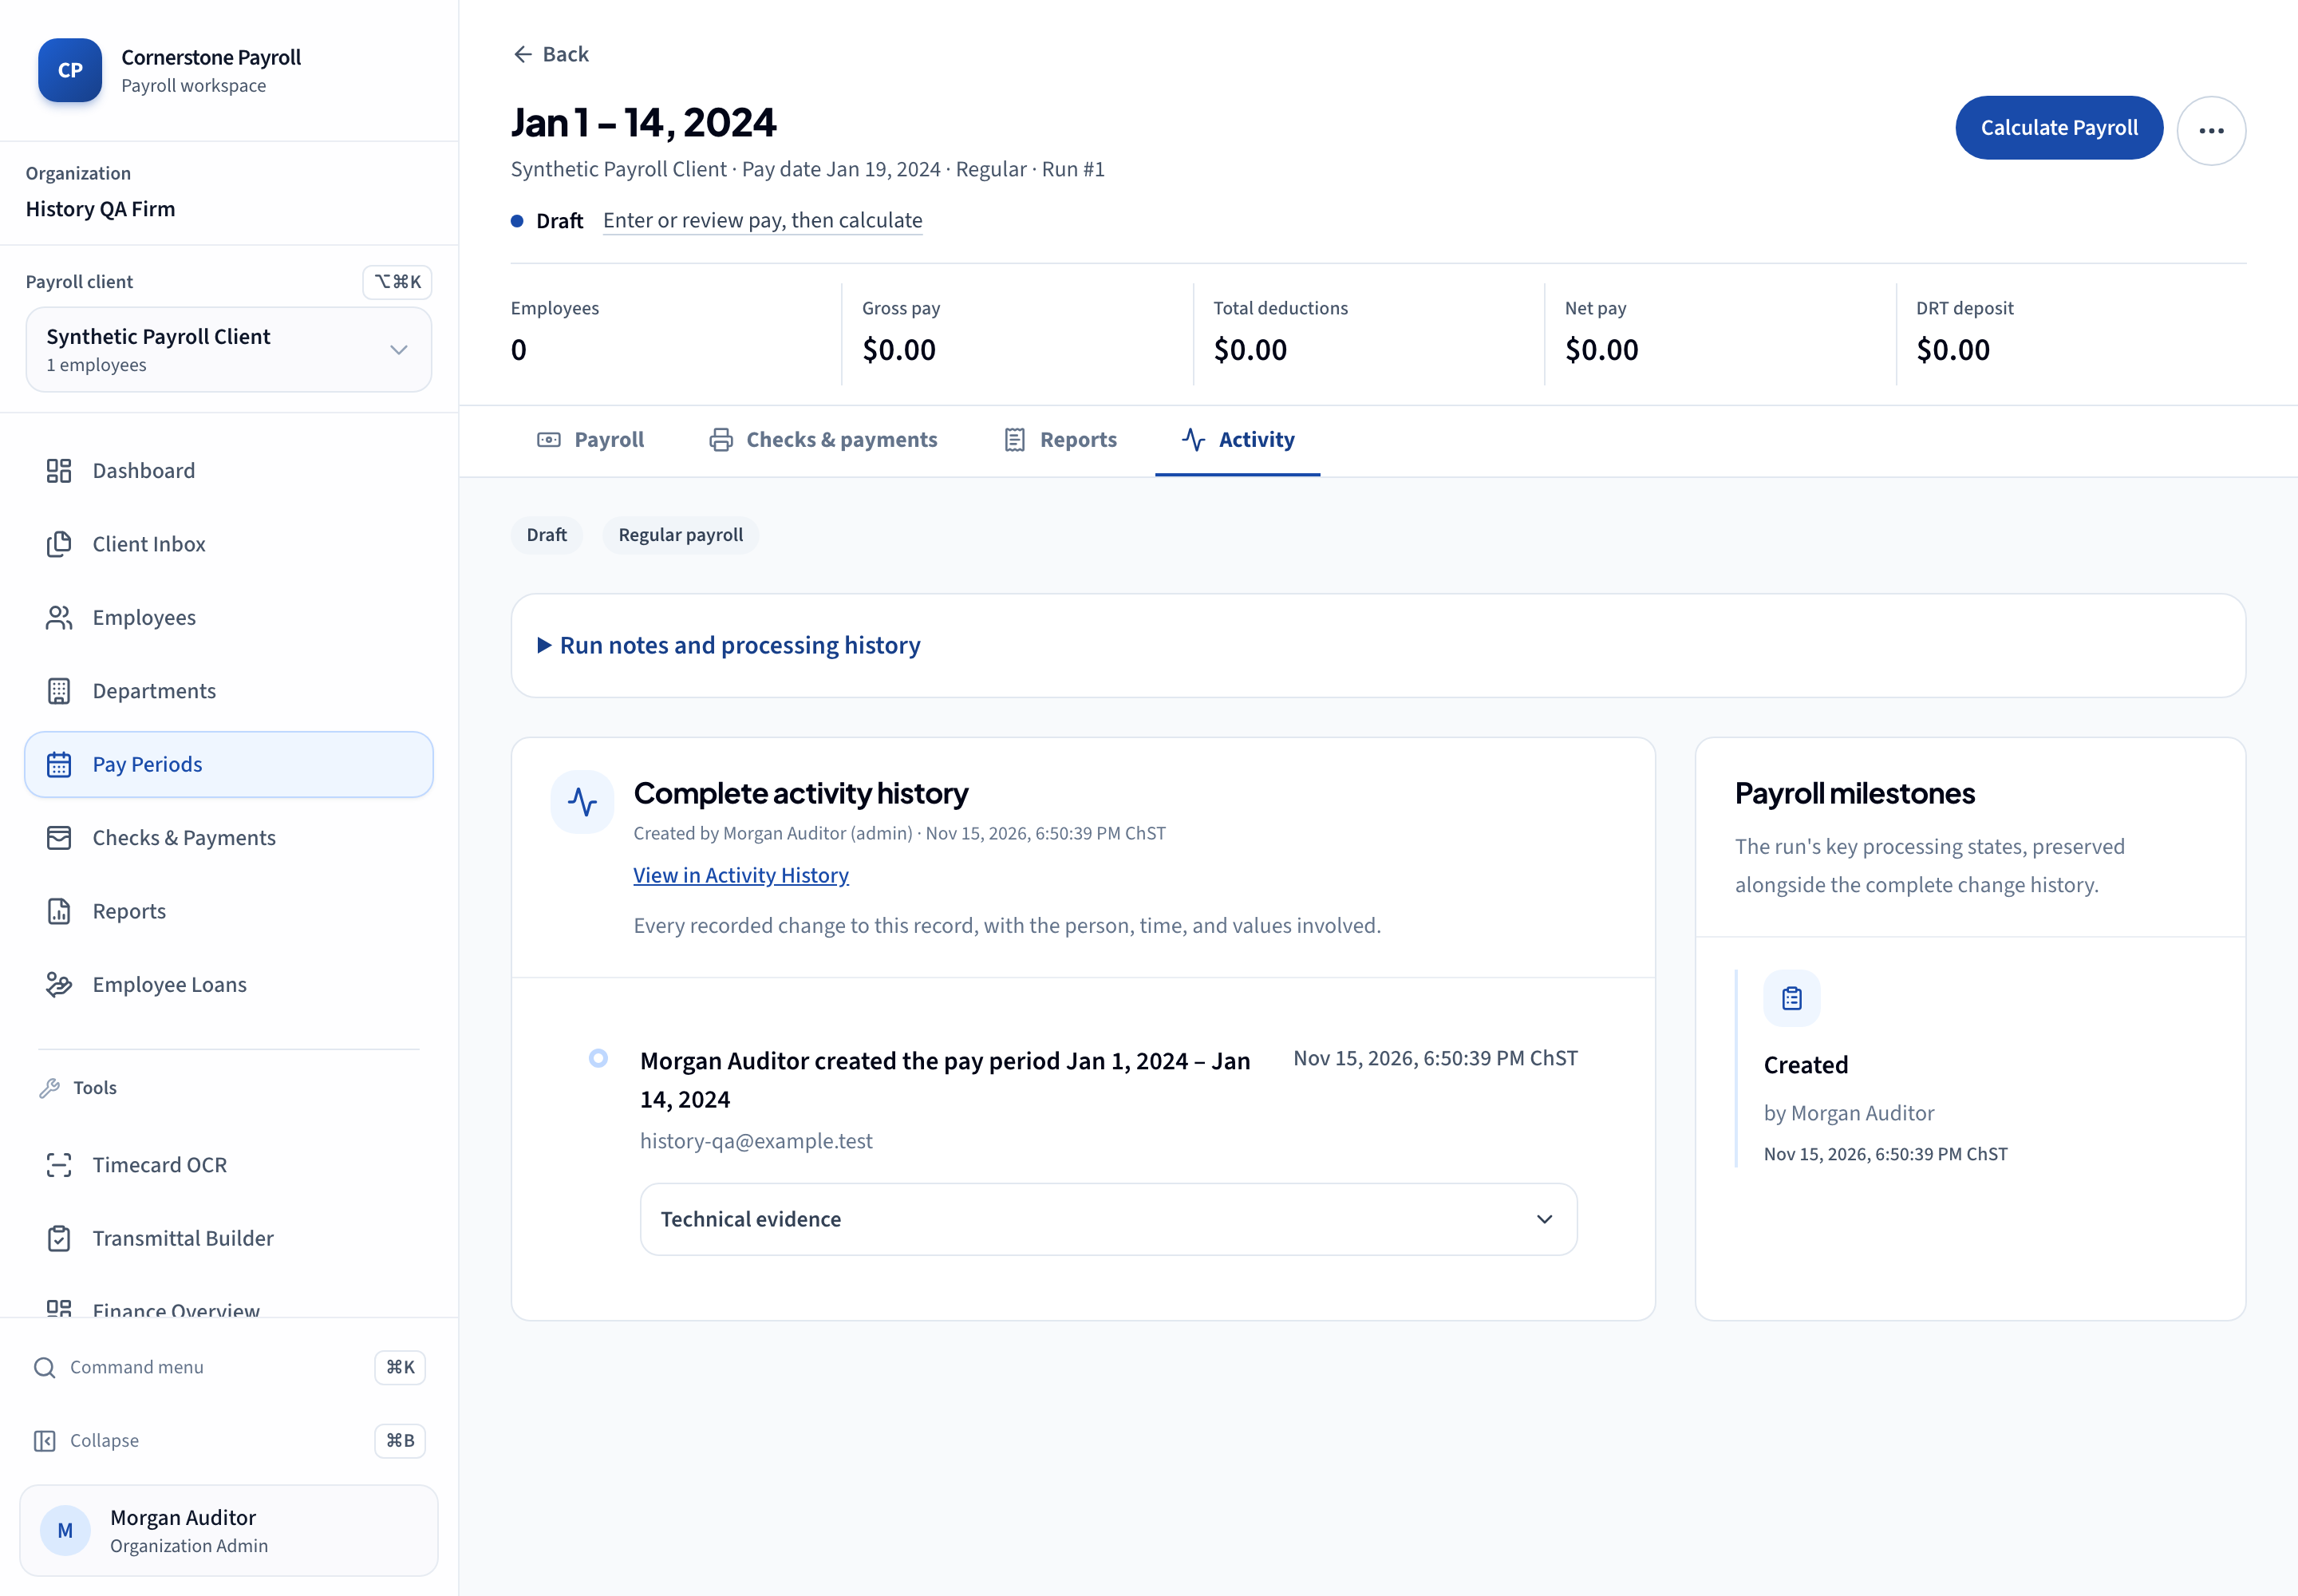 CP
Cornerstone Payroll
Payroll workspace
Organization
History QA Firm
Payroll client
⌥⌘K
Synthetic Payroll Client
1 employees
Dashboard
Client Inbox
Employees
Departments
Pay Periods
Checks & Payments
Reports
Employee Loans
Tools
Timecard OCR
Transmittal Builder
Finance Overview
Command menu
⌘K
Collapse
⌘B
M
Morgan Auditor
Organization Admin
Back
Jan 1 – 14, 2024
Synthetic Payroll Client · Pay date Jan 19, 2024 · Regular · Run #1
Draft Enter or review pay, then calculate
Calculate Payroll
Employees
0
Gross pay
$0.00
Total deductions
$0.00
Net pay
$0.00
DRT deposit
$0.00
Payroll
Checks & payments
Reports
Activity
Draft
Regular payroll
Run notes and processing history
Complete activity history
Created by Morgan Auditor (admin) · Nov 15, 2026, 6:50:39 PM ChST
View in Activity History
Every recorded change to this record, with the person, time, and values involved.
Morgan Auditor created the pay period Jan 1, 2024 – Jan
14, 2024
Nov 15, 2026, 6:50:39 PM ChST
history-qa@example.test
Technical evidence
Payroll milestones
The run's key processing states, preserved
alongside the complete change history.
Created
by Morgan Auditor
Nov 15, 2026, 6:50:39 PM ChST